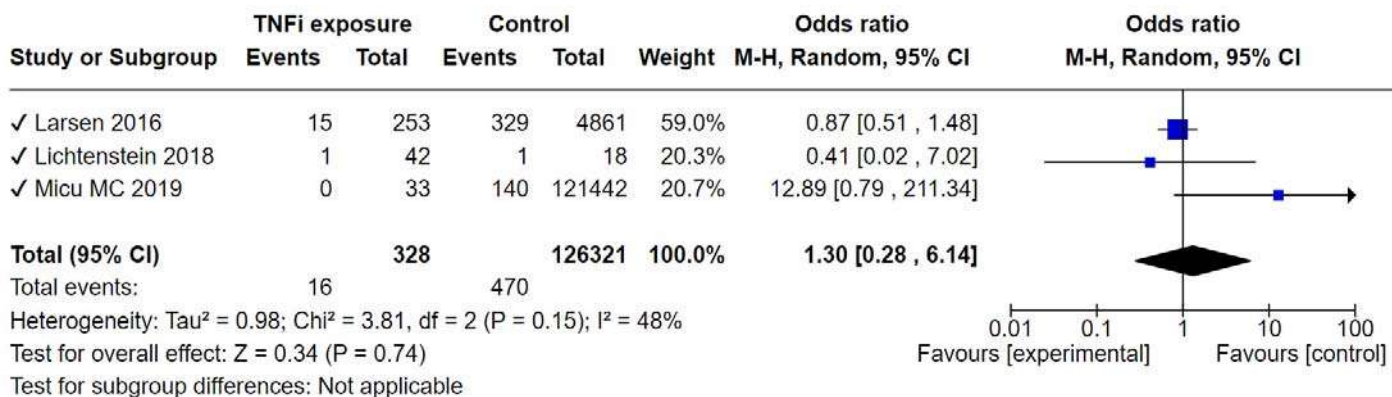 TNFi exposure Control Odds ratio Odds ratio
Study or Subgroup Events Total Events Total Weight M-H, Random, 95% CI M-H, Random, 95% CI
✓ Larsen 2016 15 253 329 4861 59.0% 0.87 [0.51 , 1.48]
✓ Lichtenstein 2018 1 42 1 18 20.3% 0.41 [0.02 , 7.02]
✓ Micu MC 2019 0 33 140 121442 20.7% 12.89 [0.79 , 211.34]
Total (95% CI) 328 126321 100.0% 1.30 [0.28 , 6.14]
Total events: 16 470
Heterogeneity: Tau² = 0.98; Chi² = 3.81, df = 2 (P = 0.15); I² = 48%
0.01 0.1 1 10 100
Test for overall effect: Z = 0.34 (P = 0.74)
Favours [experimental] Favours [control]
Test for subgroup differences: Not applicable